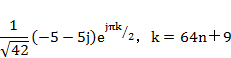 1/√42 (-5-5j)e^{jπk/2}, k = 64n+9